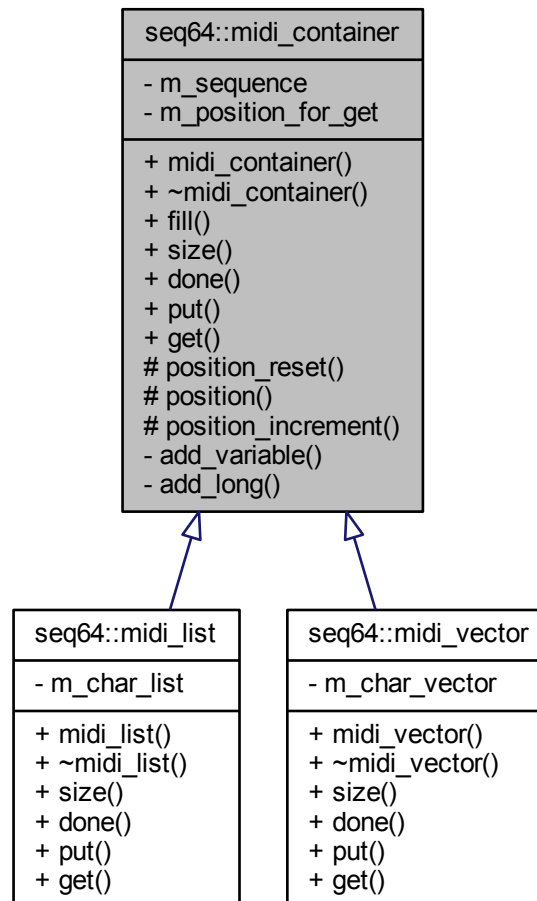 seq64::midi_container
- m_sequence
- m_position_for_get
+ midi_container()
+ ~midi_container()
+ fill()
+ size()
+ done()
+ put()
+ get()
# position_reset()
# position()
# position_increment()
- add_variable()
- add_long()
seq64::midi_list
- m_char_list
+ midi_list()
+ ~midi_list()
+ size()
+ done()
+ put()
+ get()
seq64::midi_vector
- m_char_vector
+ midi_vector()
+ ~midi_vector()
+ size()
+ done()
+ put()
+ get()